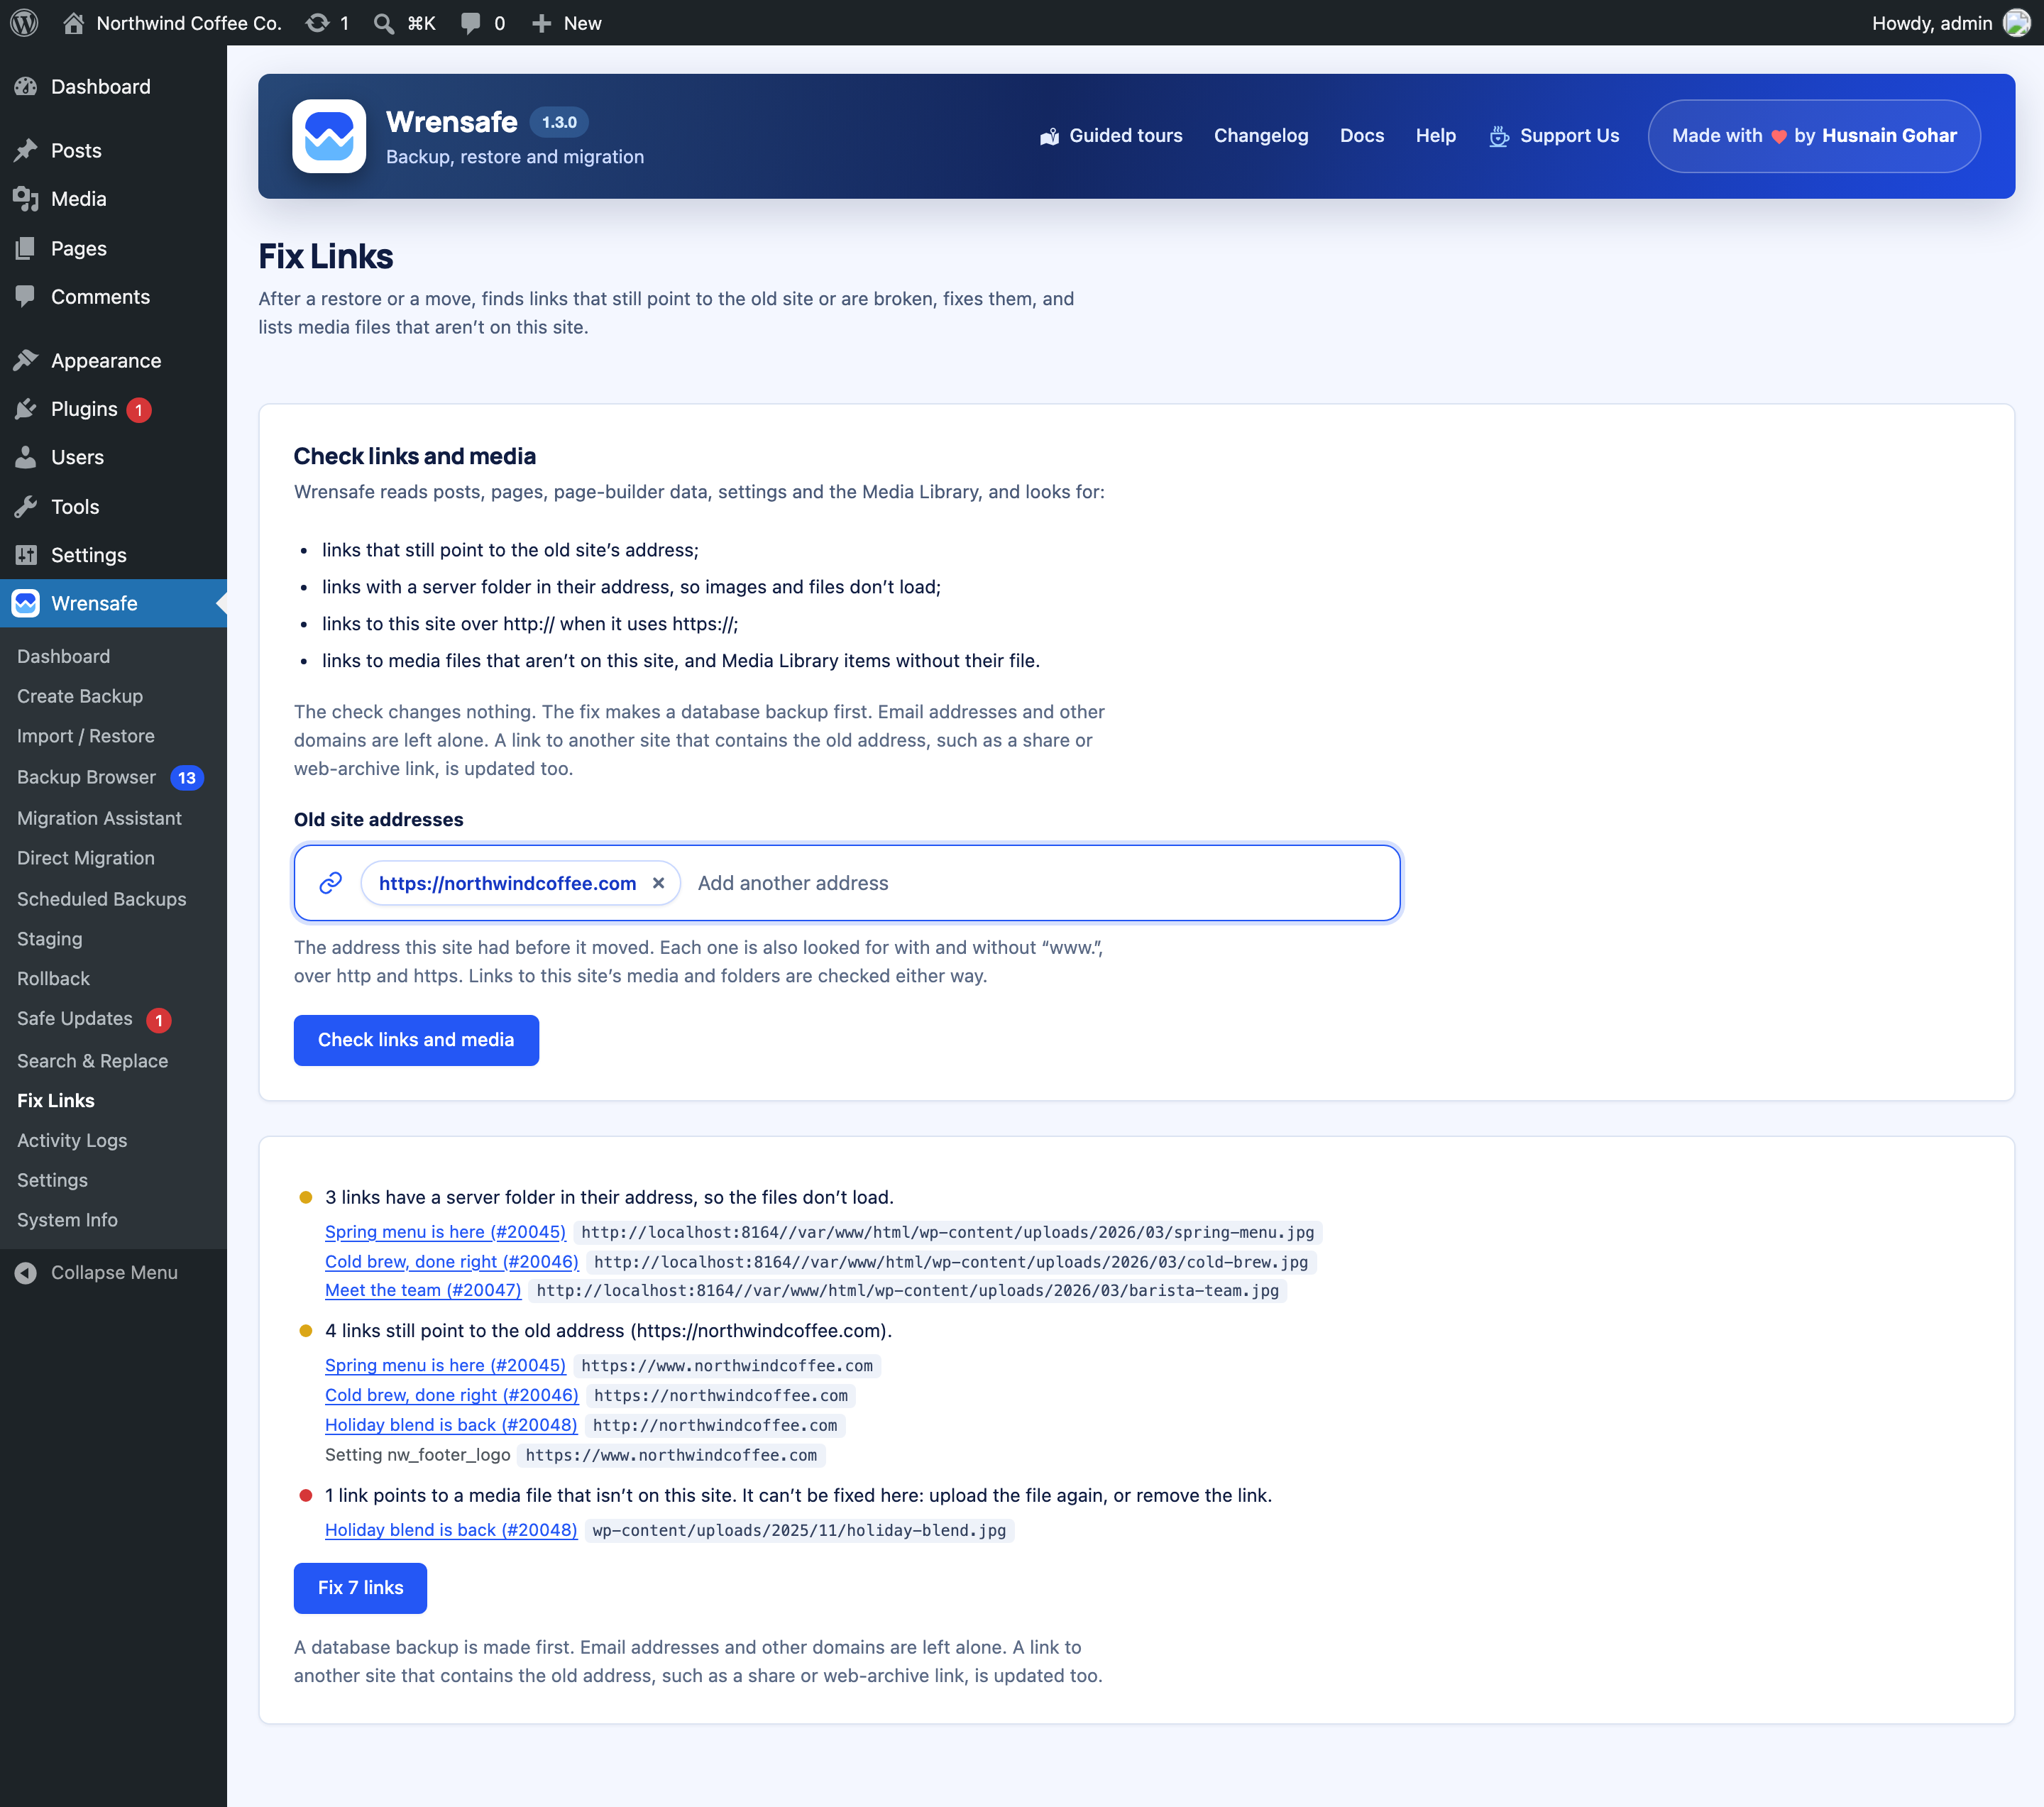 Northwind Coffee Co. 1 ⌘K 0 New Howdy, admin
Dashboard
Posts
Media
Pages
Comments
Appearance
Plugins 1
Users
Tools
Settings
Wrensafe
Dashboard
Create Backup
Import / Restore
Backup Browser 13
Migration Assistant
Direct Migration
Scheduled Backups
Staging
Rollback
Safe Updates 1
Search & Replace
Fix Links
Activity Logs
Settings
System Info
Collapse Menu
Wrensafe 1.3.0
Backup, restore and migration
Guided tours Changelog Docs Help Support Us Made with ♥ by Husnain Gohar
Fix Links
After a restore or a move, finds links that still point to the old site or are broken, fixes them, and
lists media files that aren’t on this site.
Check links and media
Wrensafe reads posts, pages, page-builder data, settings and the Media Library, and looks for:
• links that still point to the old site’s address;
• links with a server folder in their address, so images and files don’t load;
• links to this site over http:// when it uses https://;
• links to media files that aren’t on this site, and Media Library items without their file.
The check changes nothing. The fix makes a database backup first. Email addresses and other
domains are left alone. A link to another site that contains the old address, such as a share or
web-archive link, is updated too.
Old site addresses
https://northwindcoffee.com ✕ Add another address
The address this site had before it moved. Each one is also looked for with and without “www.”,
over http and https. Links to this site’s media and folders are checked either way.
Check links and media
3 links have a server folder in their address, so the files don’t load.
Spring menu is here (#20045) http://localhost:8164//var/www/html/wp-content/uploads/2026/03/spring-menu.jpg
Cold brew, done right (#20046) http://localhost:8164//var/www/html/wp-content/uploads/2026/03/cold-brew.jpg
Meet the team (#20047) http://localhost:8164//var/www/html/wp-content/uploads/2026/03/barista-team.jpg
4 links still point to the old address (https://northwindcoffee.com).
Spring menu is here (#20045) https://www.northwindcoffee.com
Cold brew, done right (#20046) https://northwindcoffee.com
Holiday blend is back (#20048) http://northwindcoffee.com
Setting nw_footer_logo https://www.northwindcoffee.com
1 link points to a media file that isn’t on this site. It can’t be fixed here: upload the file again, or remove the link.
Holiday blend is back (#20048) wp-content/uploads/2025/11/holiday-blend.jpg
Fix 7 links
A database backup is made first. Email addresses and other domains are left alone. A link to
another site that contains the old address, such as a share or web-archive link, is updated too.